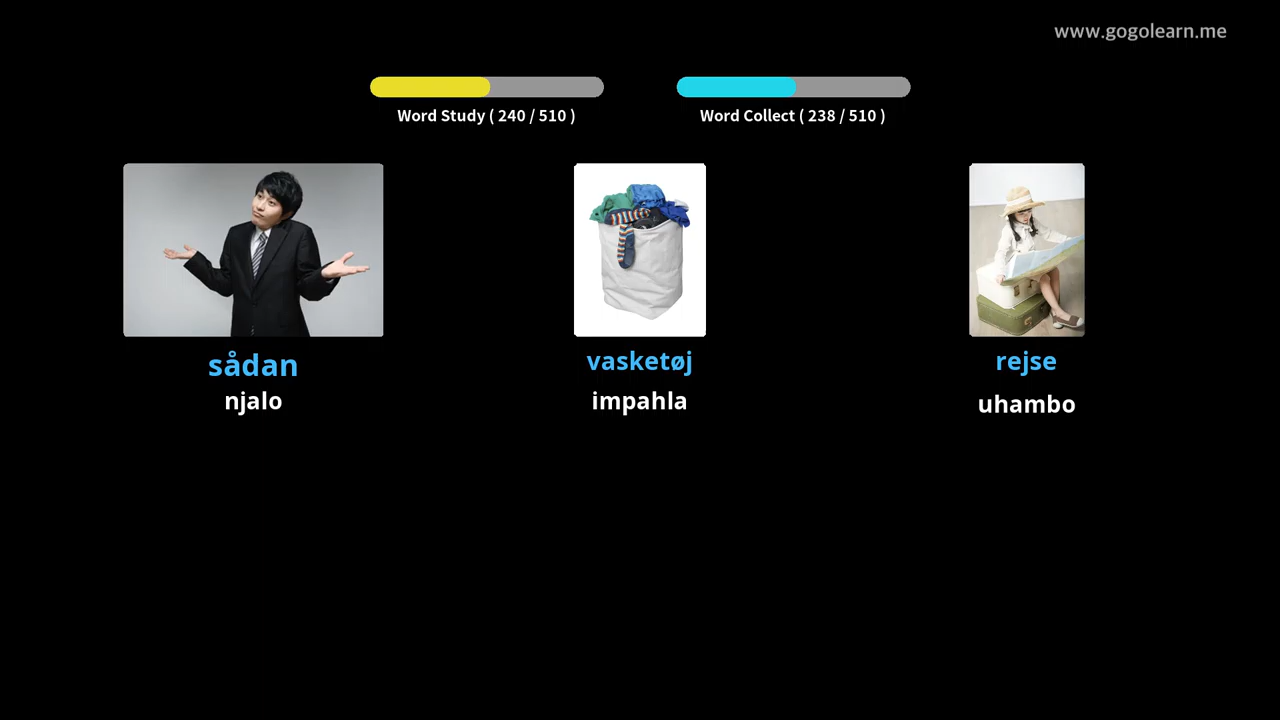 www.gogolearn.me
Word Study ( 240 / 510 )
Word Collect ( 238 / 510 )
sådan
njalo
vasketøj
impahla
rejse
uhambo